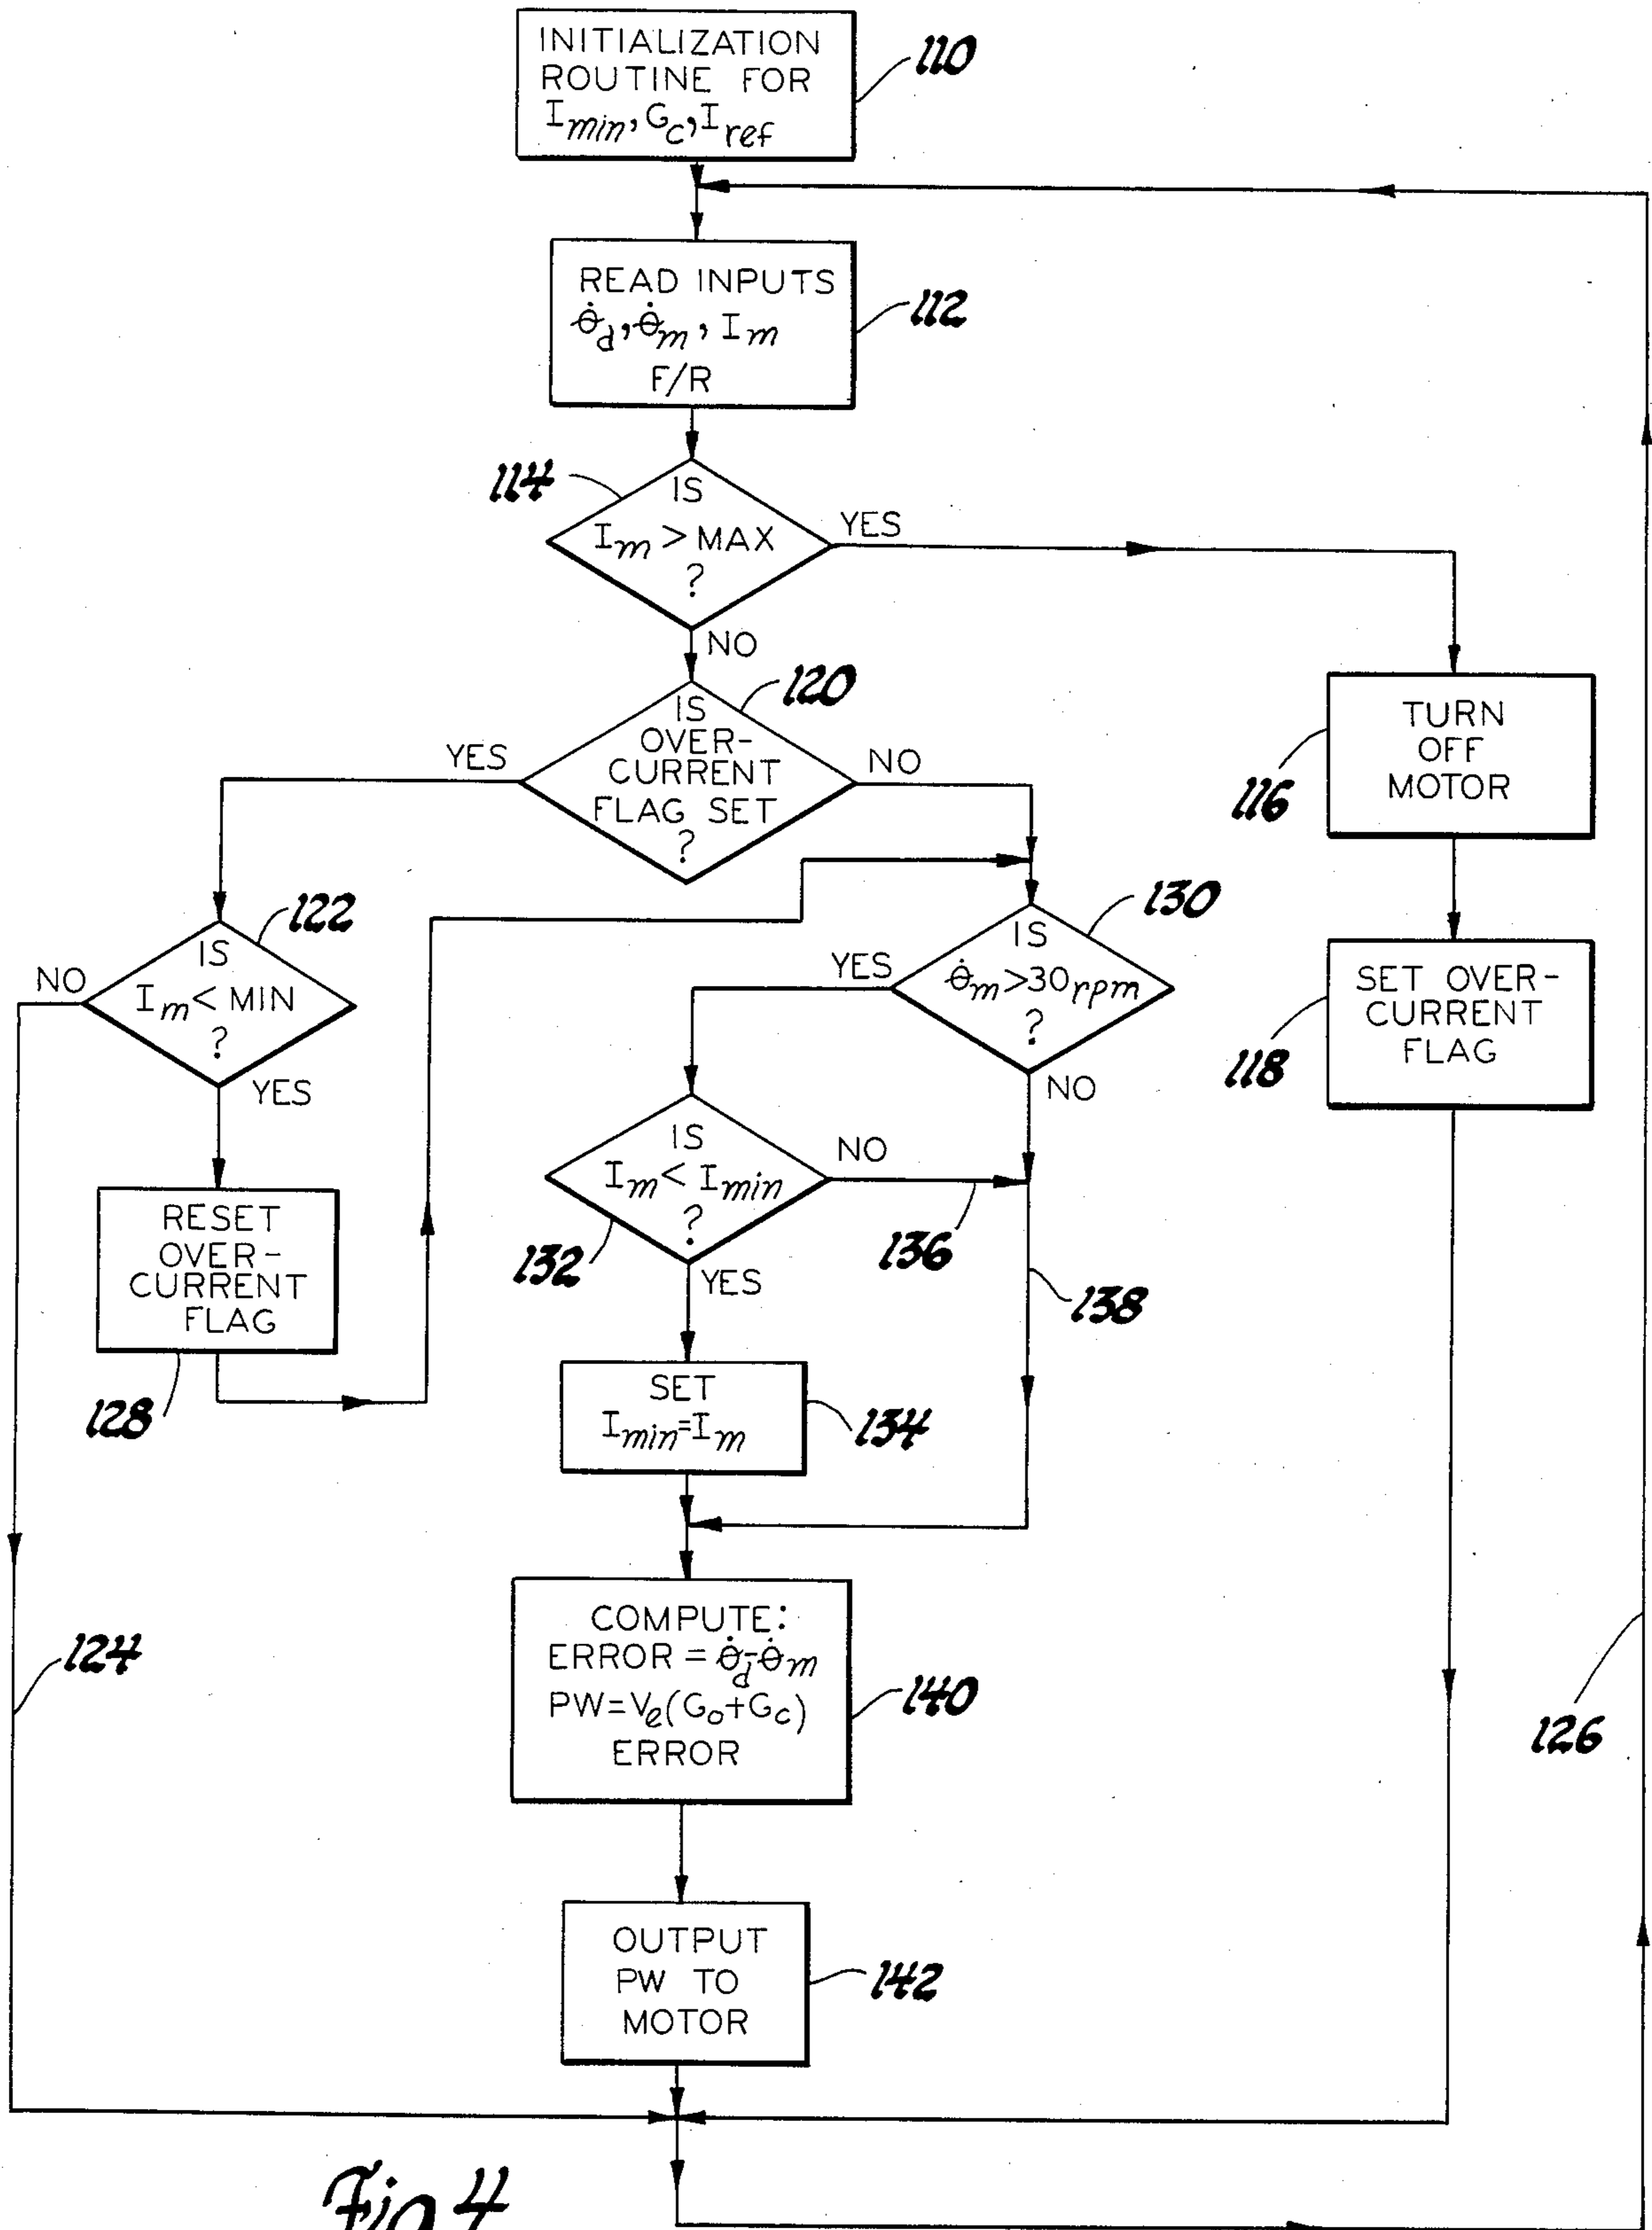 INITIALIZATION
ROUTINE FOR
Imin, Gc, Iref
110
READ INPUTS
θ̇d, θ̇m, Im
F/R
112
114
IS
Im > MAX
?
YES
NO
120
IS
OVER-
CURRENT
FLAG SET
?
YES
NO
TURN
OFF
MOTOR
116
122
IS
Im < MIN
?
NO
YES
130
IS
θ̇m>30rpm
?
YES
NO
SET OVER-
CURRENT
FLAG
118
IS
Im < Imin
?
NO
YES
132
136
138
RESET
OVER-
CURRENT
FLAG
128
SET
Imin=Im
134
124
COMPUTE:
ERROR = θ̇d-θ̇m
PW=Ve(Go+Gc)
ERROR
140
126
OUTPUT
PW TO
MOTOR
142
Fig 4